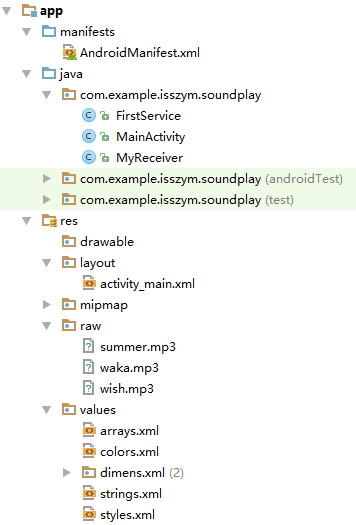 app
manifests
AndroidManifest.xml
java
com.example.isszym.soundplay
FirstService
MainActivity
MyReceiver
com.example.isszym.soundplay (androidTest)
com.example.isszym.soundplay (test)
res
drawable
layout
activity_main.xml
mipmap
raw
summer.mp3
waka.mp3
wish.mp3
values
arrays.xml
colors.xml
dimens.xml (2)
strings.xml
styles.xml